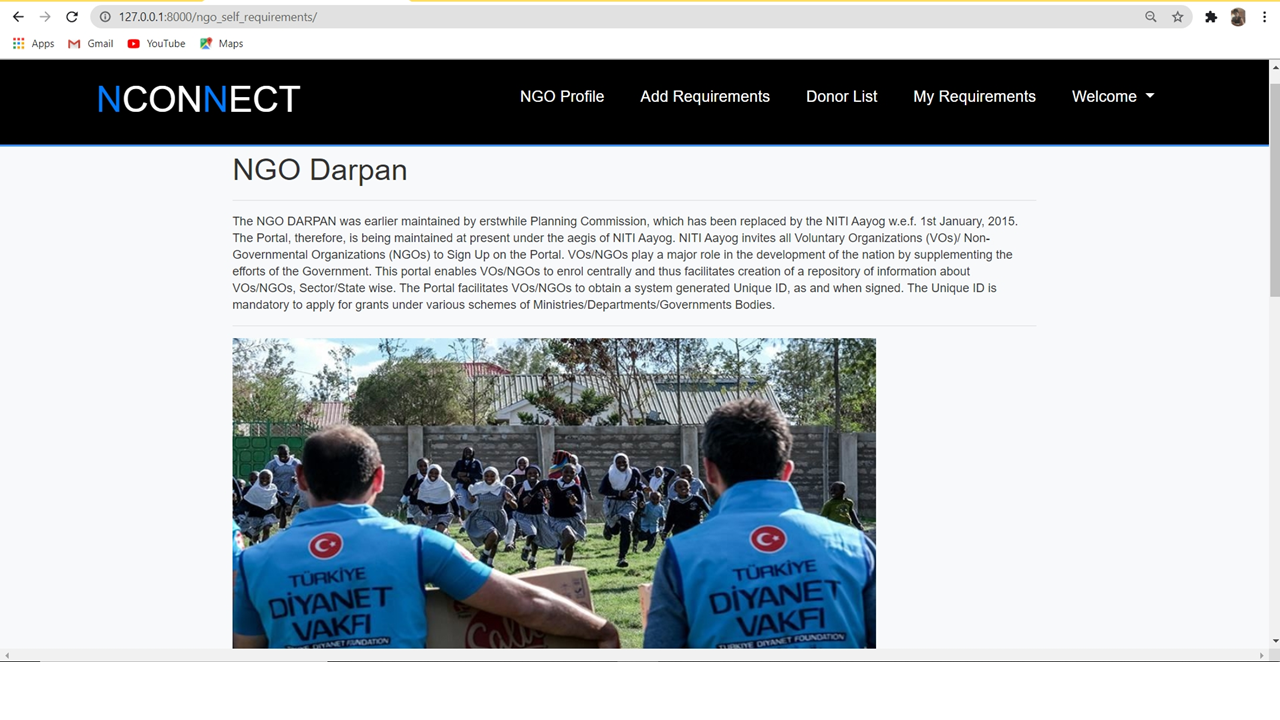 127.0.0.1:8000/ngo_self_requirements/
Apps Gmail YouTube Maps
NCONNECT NGO Profile Add Requirements Donor List My Requirements Welcome
NGO Darpan
The NGO DARPAN was earlier maintained by erstwhile Planning Commission, which has been replaced by the NITI Aayog w.e.f. 1st January, 2015.
The Portal, therefore, is being maintained at present under the aegis of NITI Aayog. NITI Aayog invites all Voluntary Organizations (VOs)/ Non-
Governmental Organizations (NGOs) to Sign Up on the Portal. VOs/NGOs play a major role in the development of the nation by supplementing the
efforts of the Government. This portal enables VOs/NGOs to enrol centrally and thus facilitates creation of a repository of information about
VOs/NGOs, Sector/State wise. The Portal facilitates VOs/NGOs to obtain a system generated Unique ID, as and when signed. The Unique ID is
mandatory to apply for grants under various schemes of Ministries/Departments/Governments Bodies.
TÜRKİYE
DİYANET
VAKFI
TÜRKİYE DİYANET FOUNDATION
TÜRKİYE
DİYANET
VAKFI
TÜRKİYE DİYANET FOUNDATION